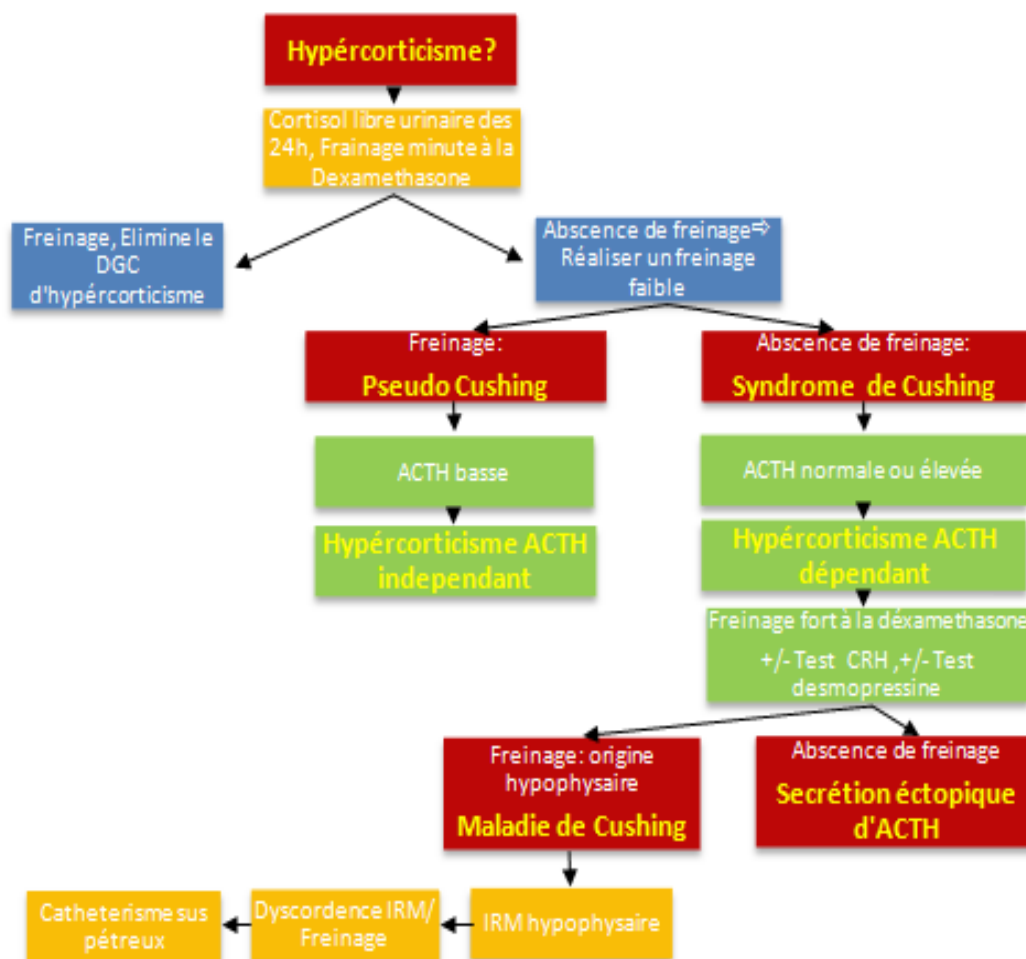 Hypércorticisme?
Cortisol libre urinaire des
24h, Frainage minute à la
Dexamethasone
Freinage, Elimine le
DGC
d'hypércorticisme
Abscence de freinage⇨
Réaliser un freinage
faible
Freinage:
Pseudo Cushing
Abscence de freinage:
Syndrome de Cushing
ACTH basse
ACTH normale ou élevée
Hypércorticisme ACTH
independant
Hypércorticisme ACTH
dépendant
Freinage fort à la déxamethasone
+/- Test CRH ,+/- Test
desmopressine
Freinage: origine
hypophysaire
Maladie de Cushing
Abscence de freinage
Secrétion éctopique
d'ACTH
Catheterisme sus
pétreux
Dyscordence IRM/
Freinage
IRM hypophysaire